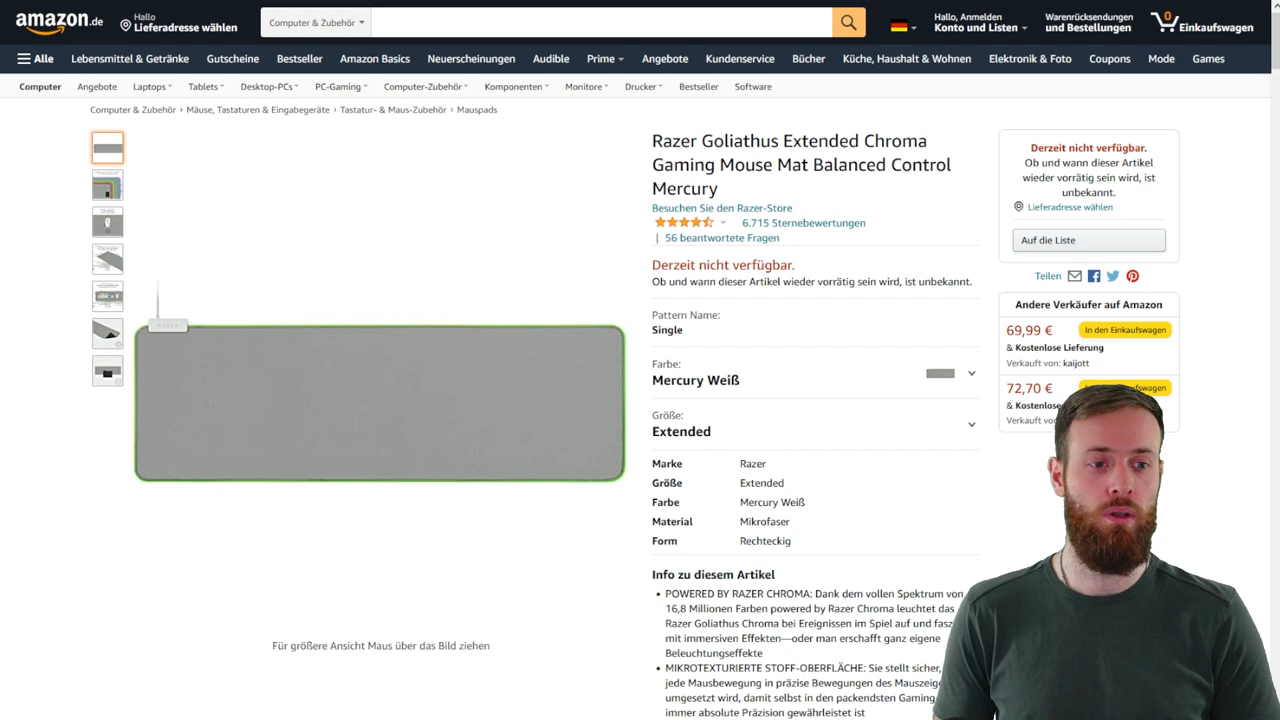 amazon.de
Hallo
Lieferadresse wählen
Computer & Zubehör
Hallo, Anmelden
Konto und Listen
Warenrücksendungen
und Bestellungen
0
Einkaufswagen
Alle
Lebensmittel & Getränke
Gutscheine
Bestseller
Amazon Basics
Neuerscheinungen
Audible
Prime
Angebote
Kundenservice
Bücher
Küche, Haushalt & Wohnen
Elektronik & Foto
Coupons
Mode
Games
Computer
Angebote
Laptops
Tablets
Desktop-PCs
PC-Gaming
Computer-Zubehör
Komponenten
Monitore
Drucker
Bestseller
Software
Computer & Zubehör › Mäuse, Tastaturen & Eingabegeräte › Tastatur- & Maus-Zubehör › Mauspads
Für größere Ansicht Maus über das Bild ziehen
Razer Goliathus Extended Chroma
Gaming Mouse Mat Balanced Control
Mercury
Besuchen Sie den Razer-Store
6.715 Sternebewertungen
| 56 beantwortete Fragen
Derzeit nicht verfügbar.
Ob und wann dieser Artikel wieder vorrätig sein wird, ist unbekannt.
Pattern Name:
Single
Farbe:
Mercury Weiß
Größe:
Extended
Marke Razer
Größe Extended
Farbe Mercury Weiß
Material Mikrofaser
Form Rechteckig
Info zu diesem Artikel
• POWERED BY RAZER CHROMA: Dank dem vollen Spektrum von
16,8 Millionen Farben powered by Razer Chroma leuchtet das
Razer Goliathus Chroma bei Ereignissen im Spiel auf und
mit immersiven Effekten—oder man erschafft ganz eigene
Beleuchtungseffekte
• MIKROTEXTURIERTE STOFF-OBERFLÄCHE: Sie stellt sicher,
jede Mausbewegung in präzise Bewegungen des
umgesetzt wird, damit selbst in den packendsten Gaming
immer absolute Präzision gewährleistet ist
Derzeit nicht verfügbar.
Ob und wann dieser Artikel
wieder vorrätig sein wird, ist
unbekannt.
Lieferadresse wählen
Auf die Liste
Teilen
Andere Verkäufer auf Amazon
69,99 €
In den Einkaufswagen
& Kostenlose Lieferung
Verkauft von: kaijott
72,70 €
& Kostenlose
Verkauft von